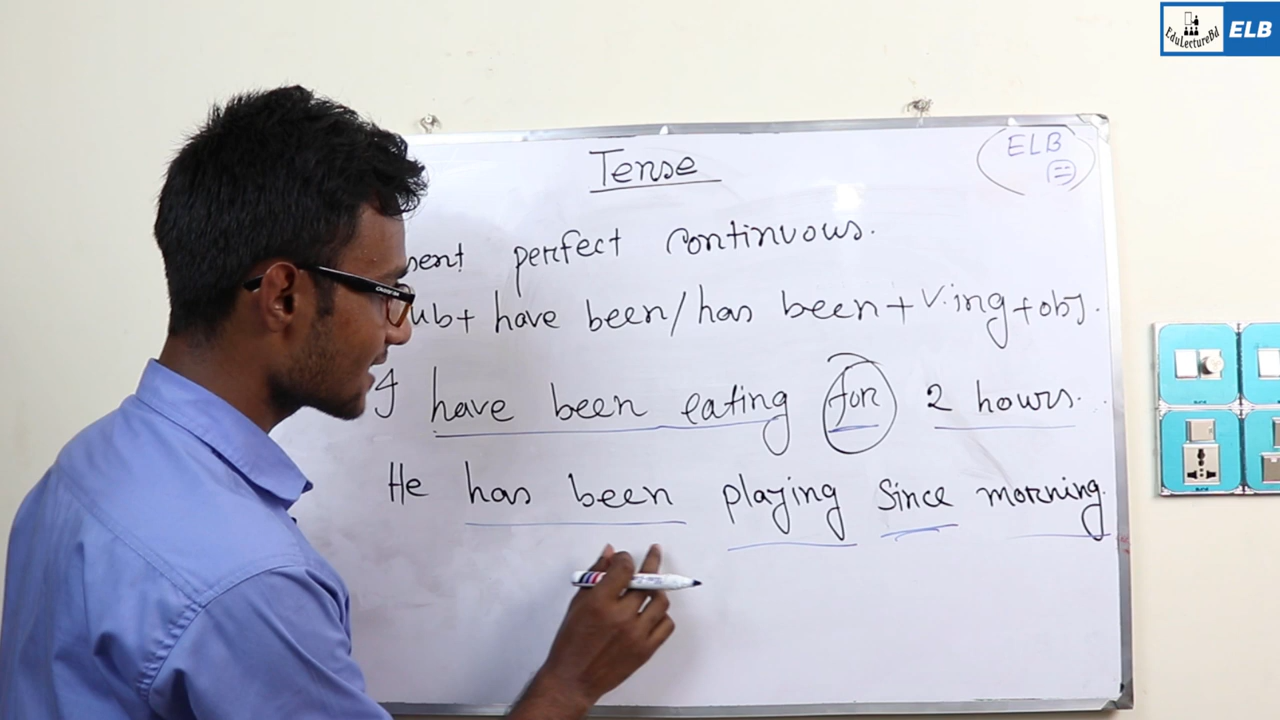 EduLectureBd ELB
ELB
Tense
sent perfect continuous.
ub+ have been/has been+V.ing+obj.
I have been eating for 2 hours.
He has been playing since morning.